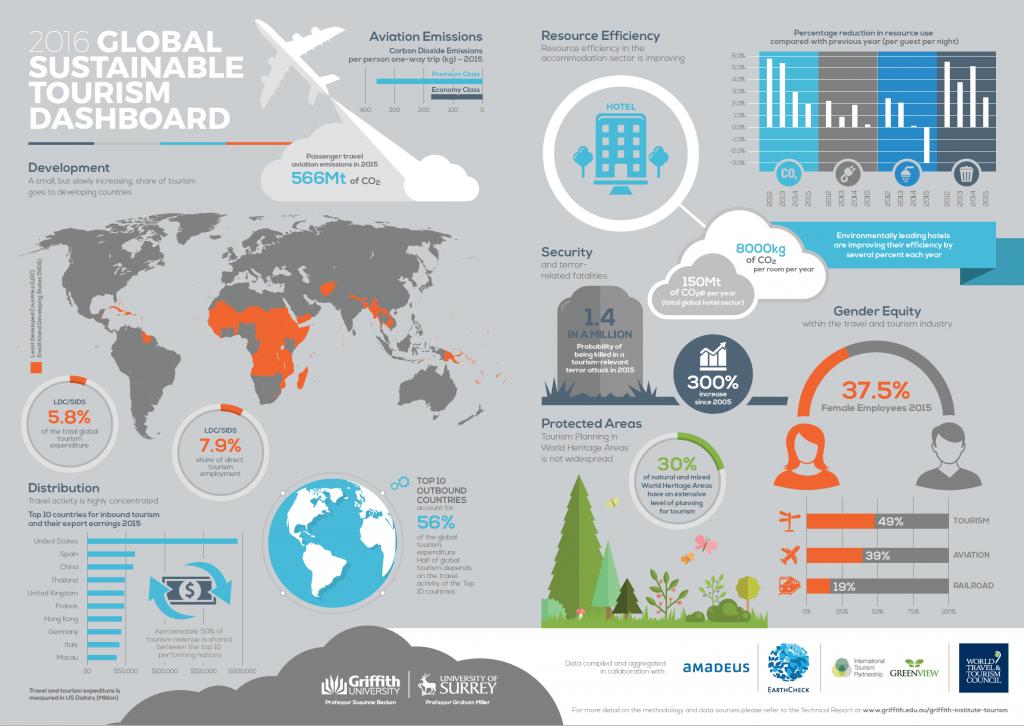 2016 GLOBAL
SUSTAINABLE
TOURISM
DASHBOARD
Aviation Emissions
Carbon Dioxide Emissions
per person one-way trip (kg) – 2015
Premium Class
Economy Class
400 300 200 100 0
Passenger travel
aviation emissions in 2015
566Mt of CO₂
Development
A small, but slowly increasing, share of tourism
goes to developing countries
Least Developed Countries (LDC)
Small Island Developing States (SIDS)
LDC/SIDS
5.8%
of the total global
tourism
expenditure
LDC/SIDS
7.9%
share of direct
tourism
employment
Distribution
Travel activity is highly concentrated
Top 10 countries for inbound tourism
and their export earnings 2015
United States
Spain
China
Thailand
United Kingdom
France
Hong Kong
Germany
Italy
Macau
$0 $50,000 $100,000 $150,000 $200,000
$
Aproximately 50% of
tourism revenue is shared
between the top 10
performing nations
Travel and tourism expenditure is
measured in US Dollars (Million)
TOP 10
OUTBOUND
COUNTRIES
account for
56%
of the global
tourism
expenditure
Half of global
tourism depends
on the travel
activity of the Top
10 countries
Griffith
UNIVERSITY
Professor Susanne Becken
UNIVERSITY OF
SURREY
Professor Graham Miller
Resource Efficiency
Resource efficiency in the
accommodation sector is improving
HOTEL
Percentage reduction in resource use
compared with previous year (per guest per night)
6.0%
5.0%
4.0%
3.0%
2.0%
1.0%
0.0%
-1.0%
-2.0%
-3.0%
CO₂
2012 2013 2014 2015 2012 2013 2014 2015 2012 2013 2014 2015 2012 2013 2014 2015
8000kg
of CO₂
per room per year
150Mt
of CO₂e per year
(total global hotel sector)
Environmentally leading hotels
are improving their efficiency by
several percent each year
Security
and terror-
related fatalities
1.4
IN A MILLION
Probability of
being killed in a
tourism-relevant
terror attack in 2015
300%
increase
since 2005
Gender Equity
within the travel and tourism industry
37.5%
Female Employees 2015
49% TOURISM
39% AVIATION
19% RAILROAD
0% 25% 50% 75% 100%
Protected Areas
Tourism Planning in
World Heritage Areas
is not widespread
30%
of natural and mixed
World Heritage Areas
have an extensive
level of planning
for tourism
Data compiled and aggregated
in collaboration with:
amadeus
EARTHCHECK
International
Tourism
Partnership
GREENVIEW
WORLD
TRAVEL &
TOURISM
COUNCIL
For more detail on the methodology and data sources please refer to the Technical Report at www.griffith.edu.au/griffith-institute-tourism